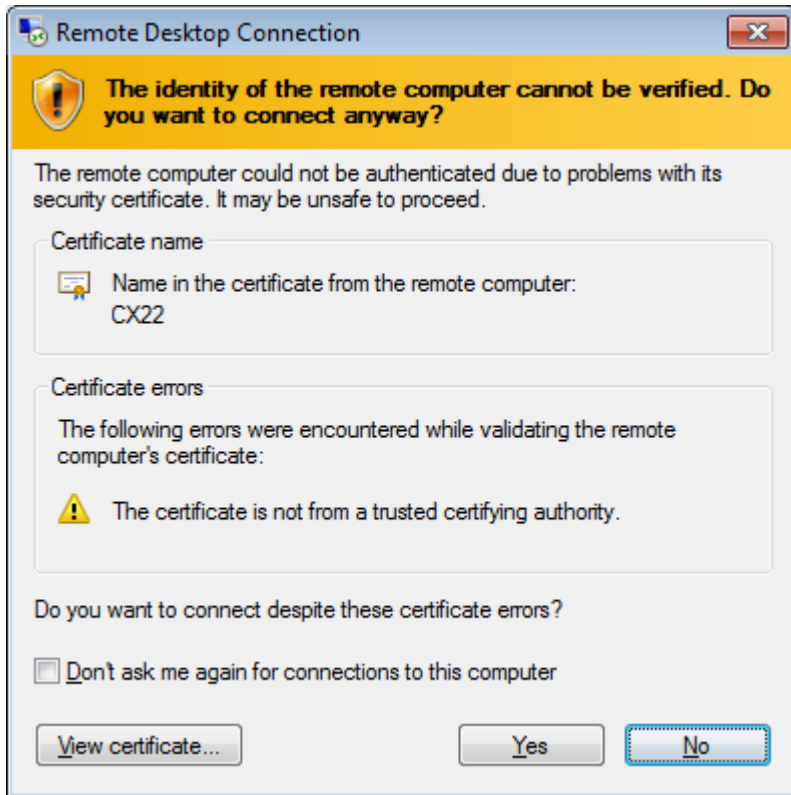 Remote Desktop Connection
The identity of the remote computer cannot be verified. Do
you want to connect anyway?
The remote computer could not be authenticated due to problems with its
security certificate. It may be unsafe to proceed.
Certificate name
Name in the certificate from the remote computer:
CX22
Certificate errors
The following errors were encountered while validating the remote
computer's certificate:
The certificate is not from a trusted certifying authority.
Do you want to connect despite these certificate errors?
Don't ask me again for connections to this computer
View certificate... Yes No